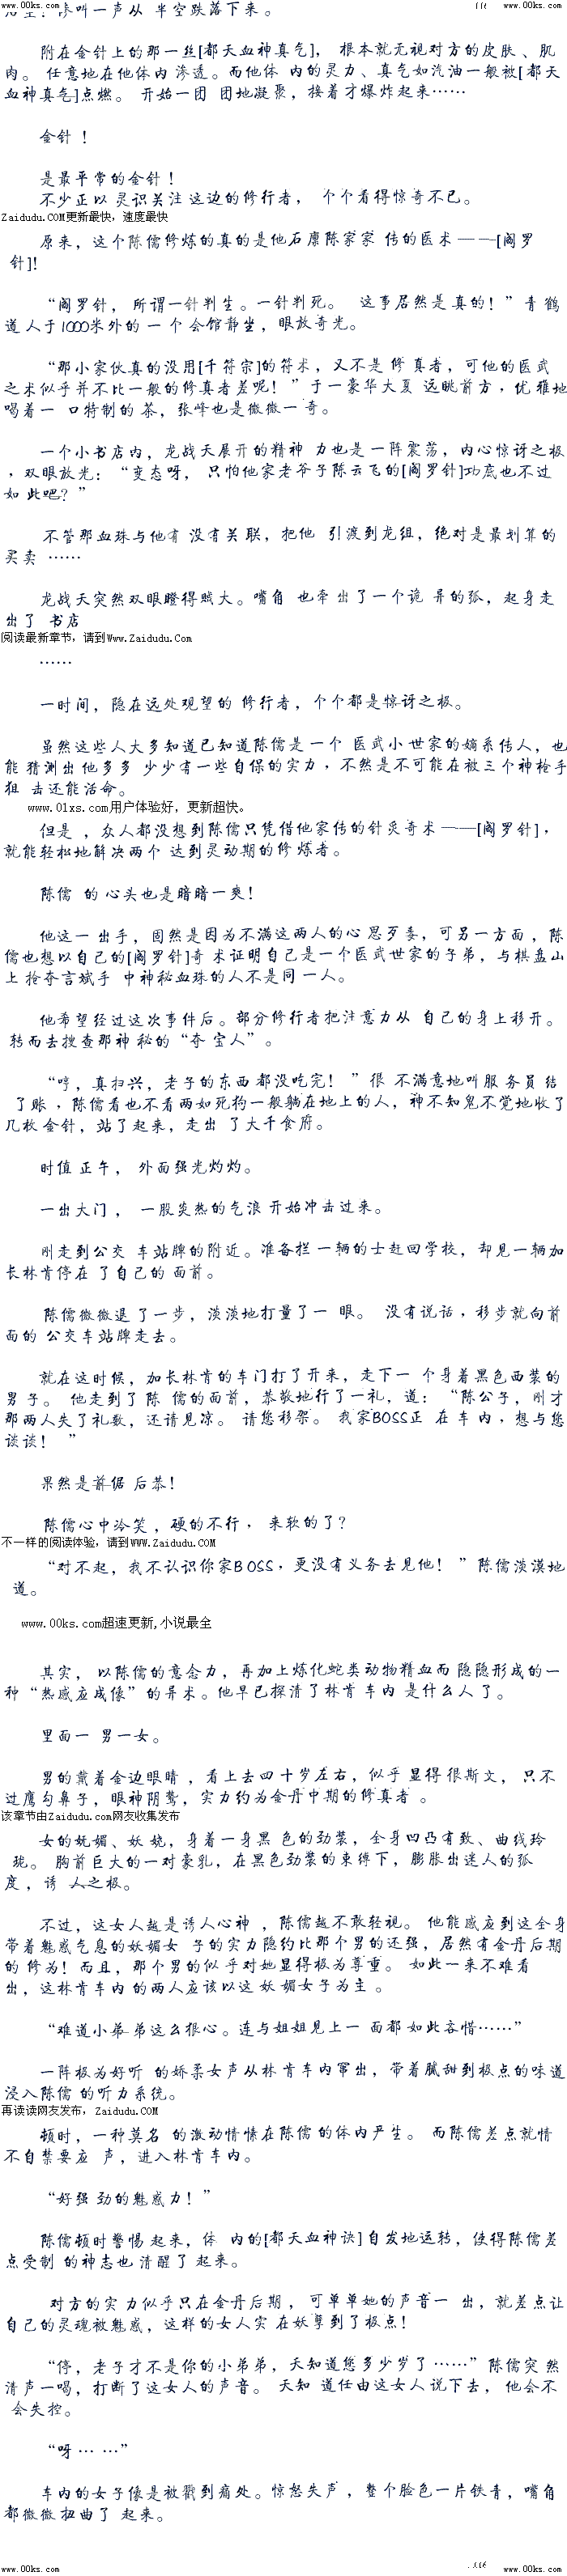 www.00ks.com www.00ks.com
惨叫一声从 半空跌落下来。
附在金针上的那一丝[都天血神真气]， 根本就无视对方的皮肤、肌
肉。 任意地在他体内 渗透。而他体 内的灵力、真气如汽油一般被[都天
血神真气]点燃。 开始一团 团地凝聚，接着才爆炸起来……
金针 ！
是最平常的金针！
不少正以灵识关注这边的修行者， 个个看得惊奇不已。
Zaidudu.COM更新最快，速度最快
原来，这个陈儒修炼的真的是他石廪陈家家 传的医术 ——[阎罗
针]！
“阎罗针， 所谓一针判生。一针判死。 这事居然是真的！”青 鹤
道人于1000米外的一 个会馆静坐，眼放奇光。
“那小家伙真的没用[千符宗]的符术，又不是 修 真者，可他的医武
之术似乎并不比一般的修真者差呢！”于一豪华大夏 远眺前方，优 雅地
喝着一 口特制的 茶，张峰也是微微一 奇。
一个小书店内，龙战天展开的精神 力也是一阵震荡，内心惊讶之极
，双眼放光：“变态呀， 只怕他家老爷子陈云飞的[阎罗针]功底也不过
如 此吧？”
不管那血珠与他有 没有关联，把他 引渡到龙组，绝对是最划算的
买卖 ……
龙战天突然双眼瞪得贼大。嘴角 也牵 出了一个诡 异的弧，起身走
出了 书店
阅读最新章节，请到Www.Zaidudu.Com
……
一时间，隐在远处观望的 修行者，个个都是惊讶之极。
虽然这些人大多知道已知道陈儒是一个 医武小世家的嫡系传人，也
能 猜测出他多多 少少有一些自保的实力，不然是不可能在被三个神枪手
狙 击还能活命。
www.01xs.com用户体验好，更新超快。
但是 ，众人都没想到陈儒只凭借他家传的针灸奇术 ——[阎罗针]，
就能轻松地解决两个 达到灵动期的修 炼者。
陈儒 的心头也是暗暗一爽！
他这一 出手，固然是因为不满这两人的心 思歹毒，可另一方面，陈
儒也想以自己的[阎罗针]奇 术证明自己是一个医武世家的子弟，与棋盘山
上 抢夺言斌手 中神秘血珠的人不是同 一人。
他希望经过这次事件后。部分修行者把注意力从 自己的身上移开。
转而去搜查那神 秘的“夺 宝人”。
“哼，真扫兴，老子的东西 都没吃完！ ”很 不满意地叫服 务员 结
了账 ，陈儒看也不看两如死狗一般躺在地上的人，神不知鬼不觉地收了
几枚 金针，站了起来，走出 了大千食府。
时值 正午， 外面强光灼灼。
一出大门 ， 一股炎热的气浪 开始冲击过来。
刚走到公交 车站牌的附近。准备拦一辆的士赶回学校，却见一辆加
长林肯停在 了自己的 面前。
陈儒微微退 了一步，淡淡地打量了一 眼。 没有说话，移步就向前
面的 公交车站牌走去。
就在这时候，加长林肯的车门打了开来，走下一 个身着黑色西装的
男子。 他走到了陈 儒的面前，恭敬地行了一礼，道： “陈公子，刚才
那两人失了礼数，还请见凉。 请您移架。 我家BOSS正 在车内，想与您
谈谈！ ”
果然是前倨 后恭！
陈儒心中冷笑，硬的不行， 来软的了？
不一样的阅读体验，请到WWW.Zaidudu.COM
“对不起，我不认识你家BOSS，更没有义务去见他！ ”陈儒淡漠地
道。
www.00ks.com超速更新,小说最全
其实， 以陈儒的意念力，再加上炼化蛇类动物精血而 隐隐形成的一
种“热感应成像”的异术。他早已探清了林肯车内 是什么人了。
里面一 男一女。
男的戴着金边眼睛 ，看上去四十岁左右，似乎显得很斯文， 只不
过鹰勾鼻子，眼神阴鸷，实力约为金丹中期的修真者 。
该章节由Zaidudu.com网友收集发布
女的妩媚、妖娆，身着一身黑 色的劲装，全身凹凸有致、曲线玲
珑。 胸前巨大的一对豪乳，在黑色劲装的束缚下，膨胀出迷人的弧
度，诱 人之极。
不过，这女人越是诱人心神 ，陈儒越不敢轻视。 他能感应到这全身
带着魅惑气息的妖媚女 子的实力隐约比那个男的还强，居然有金丹后期
的 修为！而且，那个男的似乎对她显得极为尊重。 如此一来不难看
出，这林肯车内 的两人应该以这妖媚女子为主 。
“难道小弟 弟这么狠心。连与姐姐见上一 面都 如此吝惜……”
一阵极为好听 的娇柔女声从林肯车内 传出，带着腻甜到极点的味道
浸入陈儒 的听力系统。
再读读网友发布，Zaidudu.COM
顿时，一种莫名 的激动情愫在陈儒的体内产生。 而陈儒差点就情
不自禁要应 声，进入林肯车内。
“好强 劲的魅惑力！”
陈儒顿时警惕 起来，体 内的[都天血神诀]自发地运转，使得陈儒差
点受制 的神志也 清醒了 起来。
对方的实 力似乎只在金丹后期，可单单她的声音一 出，就差点让
自己的灵魂被魅惑，这样的女人实 在妖孽到了极点！
“停，老子才不是你的小弟弟，天知道您多少岁了……”陈儒突 然
清声一喝，打断了这女人的声音。 天知 道任由这女人说下去，他会不
会失控。
“呀 … …”
车内的女子像是被戳到痛处。惊怒失声，整个脸色一片铁青，嘴角
都微微扭曲了 起来。
www.00ks.com www.00ks.com